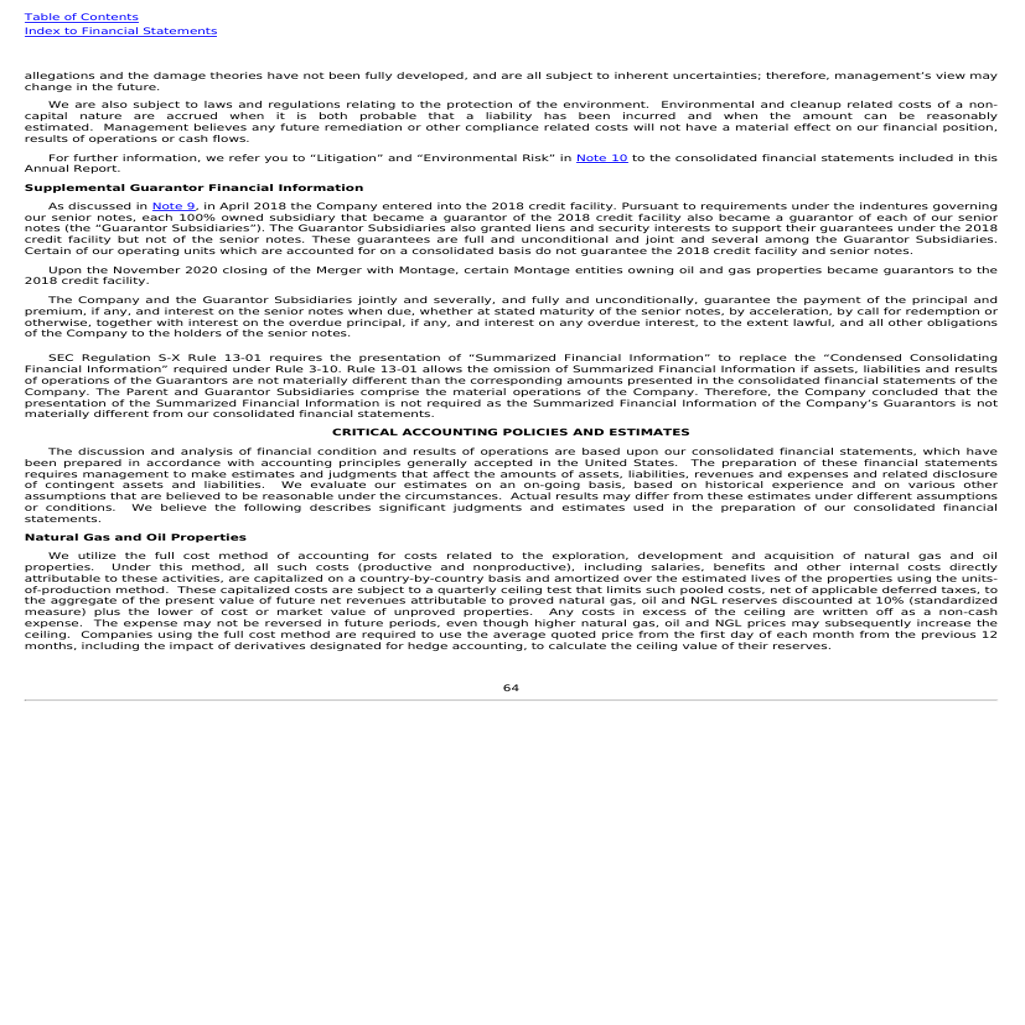 Table of Contents
Index to Financial Statements
allegations and the damage theories have not been fully developed, and are all subject to inherent uncertainties; therefore, management’s view may
change in the future.
We are also subject to laws and regulations relating to the protection of the environment. Environmental and cleanup related costs of a non-
capital nature are accrued when it is both probable that a liability has been incurred and when the amount can be reasonably
estimated. Management believes any future remediation or other compliance related costs will not have a material effect on our financial position,
results of operations or cash flows.
For further information, we refer you to “Litigation” and “Environmental Risk” in Note 10 to the consolidated financial statements included in this
Annual Report.
Supplemental Guarantor Financial Information
As discussed in Note 9, in April 2018 the Company entered into the 2018 credit facility. Pursuant to requirements under the indentures governing
our senior notes, each 100% owned subsidiary that became a guarantor of the 2018 credit facility also became a guarantor of each of our senior
notes (the “Guarantor Subsidiaries”). The Guarantor Subsidiaries also granted liens and security interests to support their guarantees under the 2018
credit facility but not of the senior notes. These guarantees are full and unconditional and joint and several among the Guarantor Subsidiaries.
Certain of our operating units which are accounted for on a consolidated basis do not guarantee the 2018 credit facility and senior notes.
Upon the November 2020 closing of the Merger with Montage, certain Montage entities owning oil and gas properties became guarantors to the
2018 credit facility.
The Company and the Guarantor Subsidiaries jointly and severally, and fully and unconditionally, guarantee the payment of the principal and
premium, if any, and interest on the senior notes when due, whether at stated maturity of the senior notes, by acceleration, by call for redemption or
otherwise, together with interest on the overdue principal, if any, and interest on any overdue interest, to the extent lawful, and all other obligations
of the Company to the holders of the senior notes.
SEC Regulation S-X Rule 13-01 requires the presentation of “Summarized Financial Information” to replace the “Condensed Consolidating
Financial Information” required under Rule 3-10. Rule 13-01 allows the omission of Summarized Financial Information if assets, liabilities and results
of operations of the Guarantors are not materially different than the corresponding amounts presented in the consolidated financial statements of the
Company. The Parent and Guarantor Subsidiaries comprise the material operations of the Company. Therefore, the Company concluded that the
presentation of the Summarized Financial Information is not required as the Summarized Financial Information of the Company’s Guarantors is not
materially different from our consolidated financial statements.
CRITICAL ACCOUNTING POLICIES AND ESTIMATES
The discussion and analysis of financial condition and results of operations are based upon our consolidated financial statements, which have
been prepared in accordance with accounting principles generally accepted in the United States. The preparation of these financial statements
requires management to make estimates and judgments that affect the amounts of assets, liabilities, revenues and expenses and related disclosure
of contingent assets and liabilities. We evaluate our estimates on an on-going basis, based on historical experience and on various other
assumptions that are believed to be reasonable under the circumstances. Actual results may differ from these estimates under different assumptions
or conditions. We believe the following describes significant judgments and estimates used in the preparation of our consolidated financial
statements.
Natural Gas and Oil Properties
We utilize the full cost method of accounting for costs related to the exploration, development and acquisition of natural gas and oil
properties. Under this method, all such costs (productive and nonproductive), including salaries, benefits and other internal costs directly
attributable to these activities, are capitalized on a country-by-country basis and amortized over the estimated lives of the properties using the units-
of-production method. These capitalized costs are subject to a quarterly ceiling test that limits such pooled costs, net of applicable deferred taxes, to
the aggregate of the present value of future net revenues attributable to proved natural gas, oil and NGL reserves discounted at 10% (standardized
measure) plus the lower of cost or market value of unproved properties. Any costs in excess of the ceiling are written off as a non-cash
expense. The expense may not be reversed in future periods, even though higher natural gas, oil and NGL prices may subsequently increase the
ceiling. Companies using the full cost method are required to use the average quoted price from the first day of each month from the previous 12
months, including the impact of derivatives designated for hedge accounting, to calculate the ceiling value of their reserves.
64